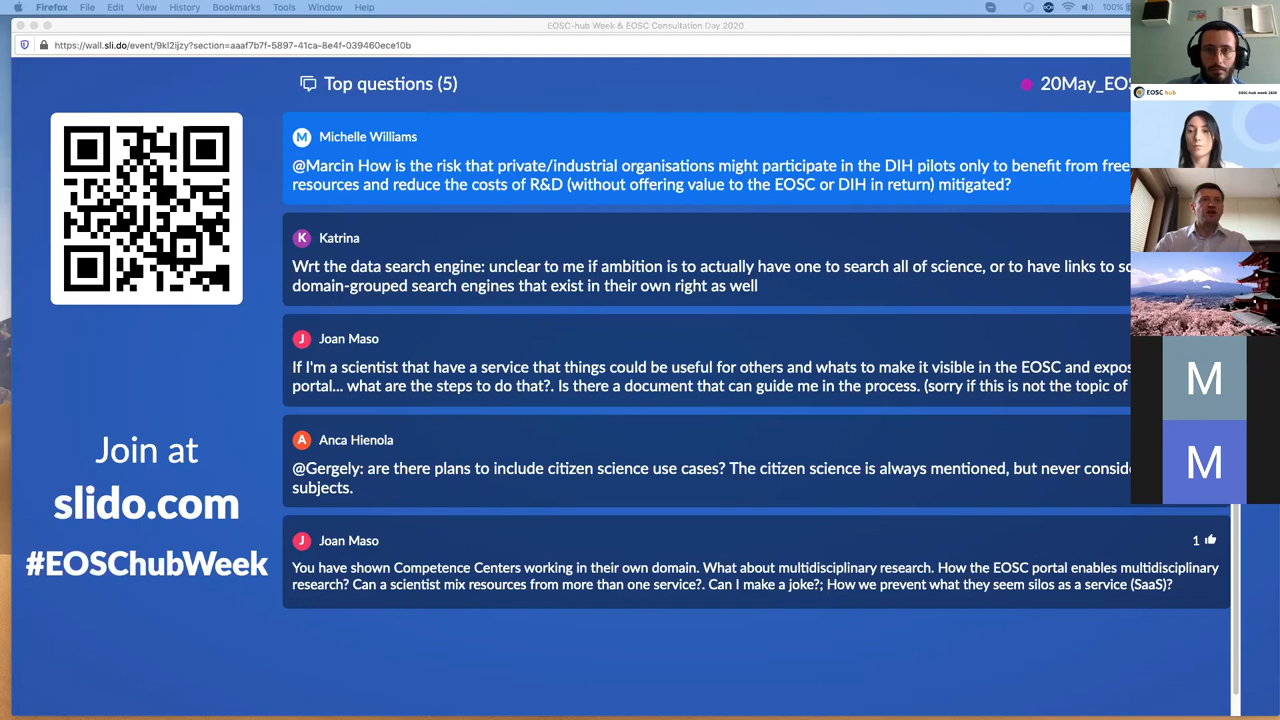 Firefox File Edit View History Bookmarks Tools Window Help 100%
EOSC-hub Week & EOSC Consultation Day 2020
https://wall.sli.do/event/9kl2ijzy?section=aaaf7b7f-5897-41ca-8e4f-039460ece10b
Top questions (5)
20May_EOS
EOSC hub EOSC-hub week 2020
M Michelle Williams
@Marcin How is the risk that private/industrial organisations might participate in the DIH pilots only to benefit from free
resources and reduce the costs of R&D (without offering value to the EOSC or DIH in return) mitigated?
K Katrina
Wrt the data search engine: unclear to me if ambition is to actually have one to search all of science, or to have links to so
domain-grouped search engines that exist in their own right as well
J Joan Maso
If I'm a scientist that have a service that things could be useful for others and whats to make it visible in the EOSC and expos
portal... what are the steps to do that?. Is there a document that can guide me in the process. (sorry if this is not the topic of
A Anca Hienola
@Gergely: are there plans to include citizen science use cases? The citizen science is always mentioned, but never conside
subjects.
J Joan Maso
1
You have shown Competence Centers working in their own domain. What about multidisciplinary research. How the EOSC portal enables multidisciplinary
research? Can a scientist mix resources from more than one service?. Can I make a joke?; How we prevent what they seem silos as a service (SaaS)?
Join at
slido.com
#EOSChubWeek
M
M